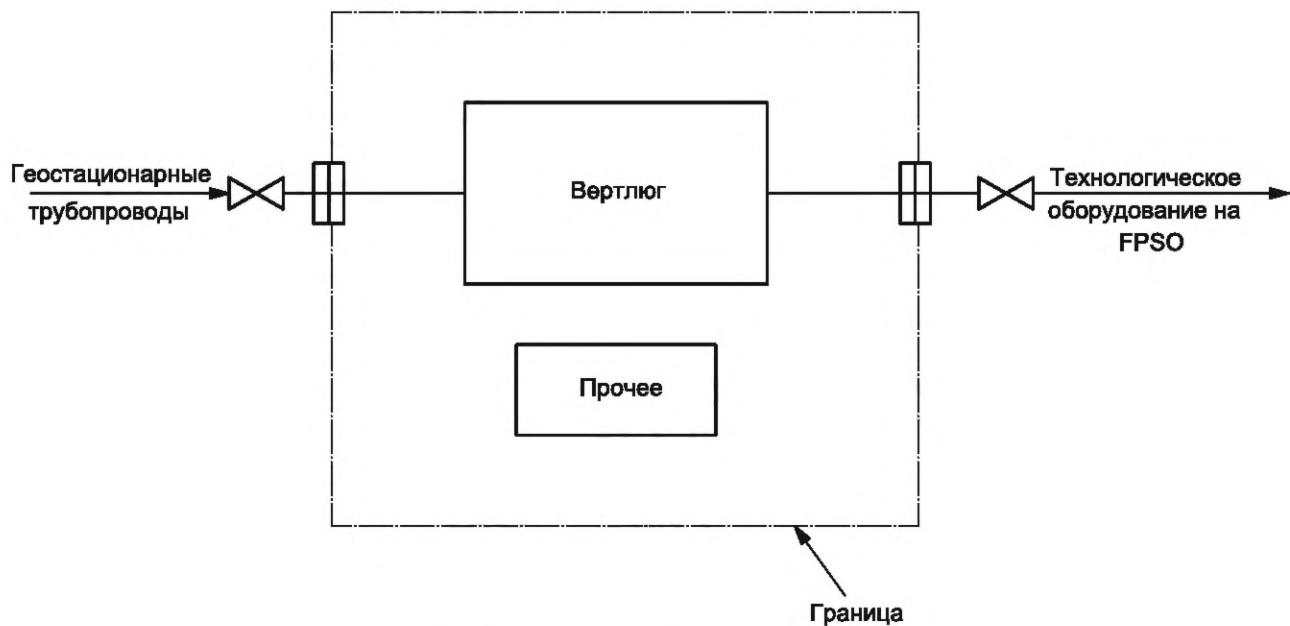 Геостационарные
трубопроводы
Вертлюг
Технологическое
оборудование на
FPSO
Прочее
Граница